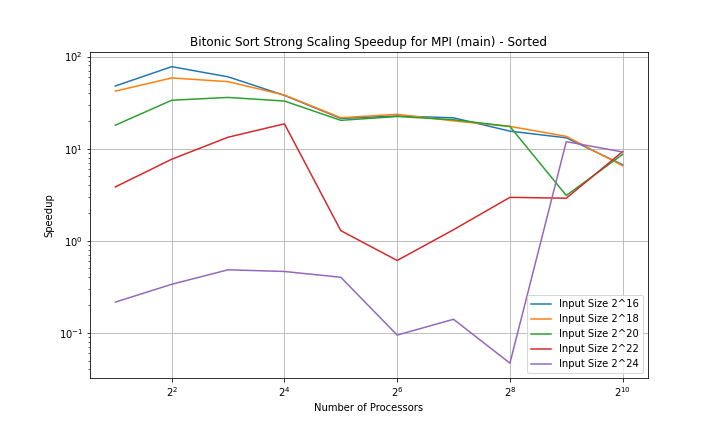 Bitonic Sort Strong Scaling Speedup for MPI (main) - Sorted
Speedup
10^2
10^1
10^0
10^-1
2^2
2^4
2^6
2^8
2^10
Number of Processors
Input Size 2^16
Input Size 2^18
Input Size 2^20
Input Size 2^22
Input Size 2^24